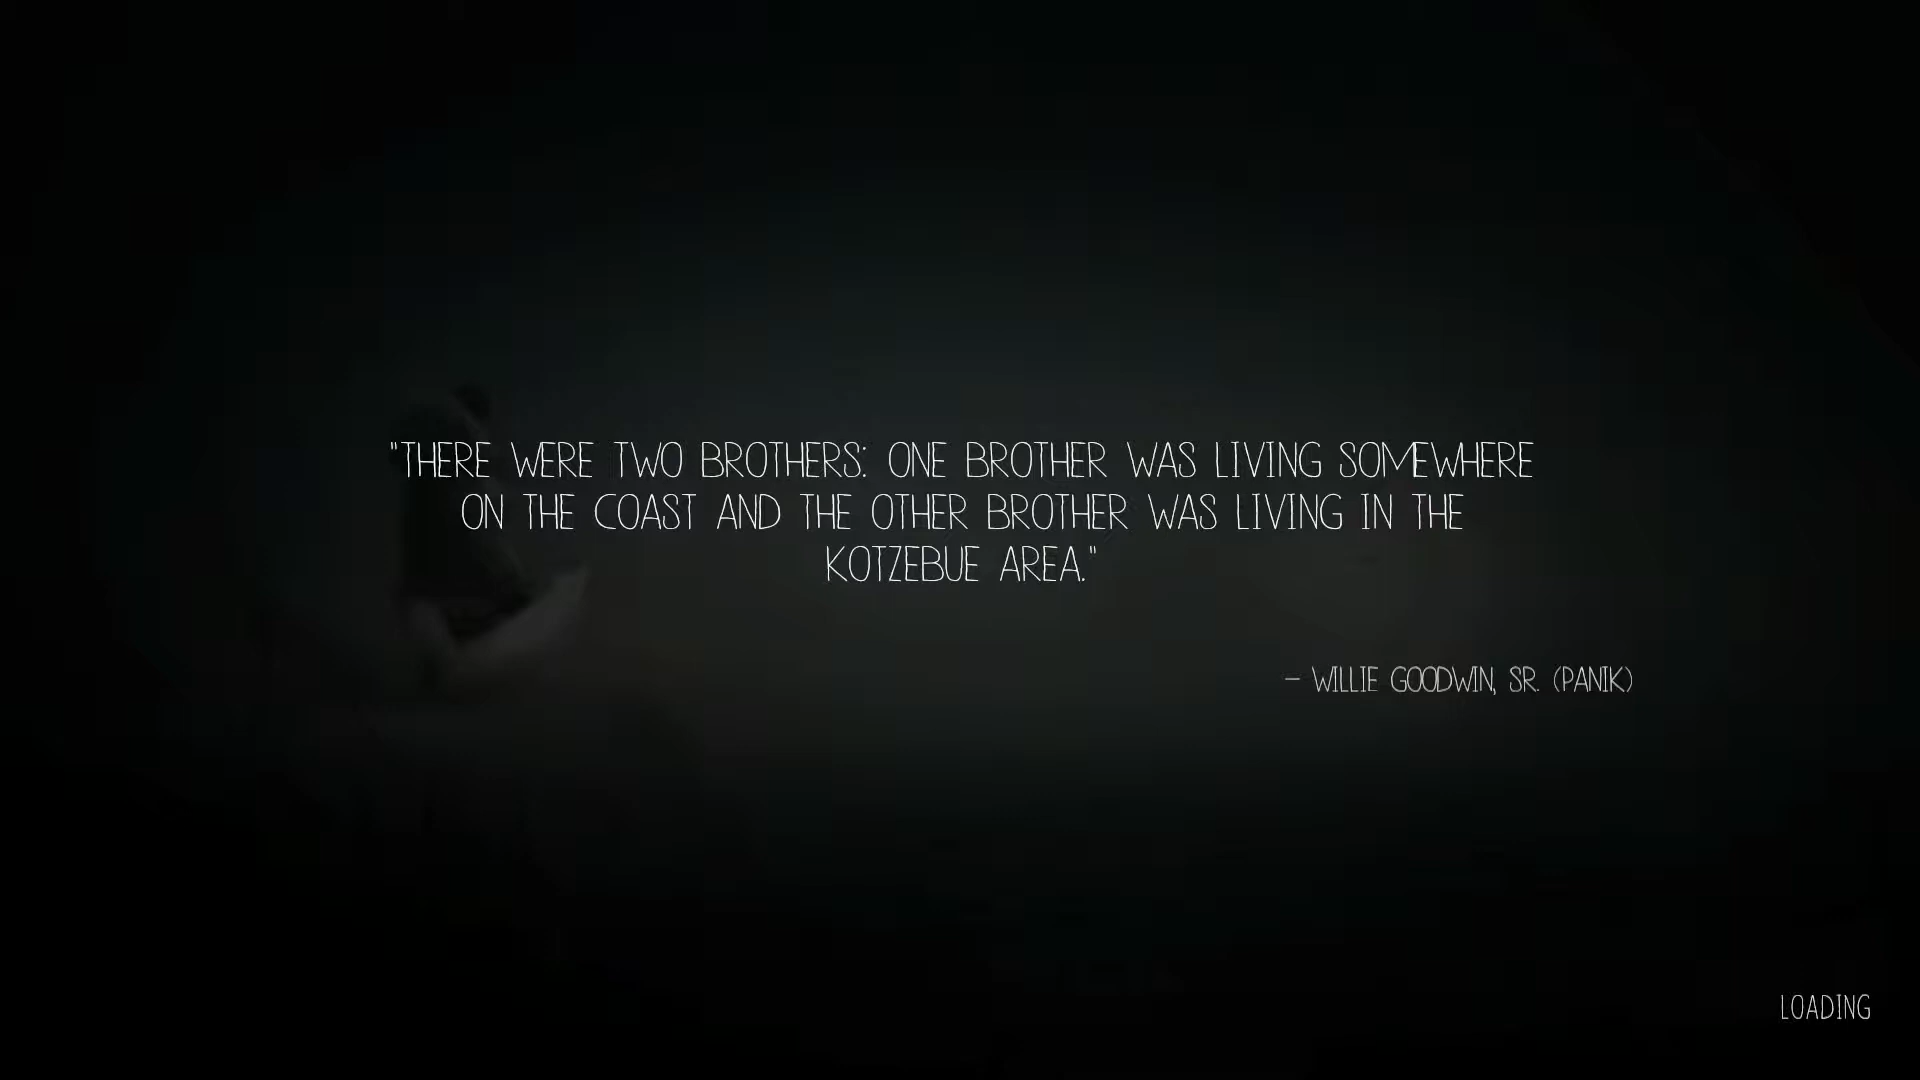 "THERE WERE TWO BROTHERS: ONE BROTHER WAS LIVING SOMEWHERE
ON THE COAST AND THE OTHER BROTHER WAS LIVING IN THE
KOTZEBUE AREA."
- WILLIE GOODWIN, SR. (PANIK)
LOADING